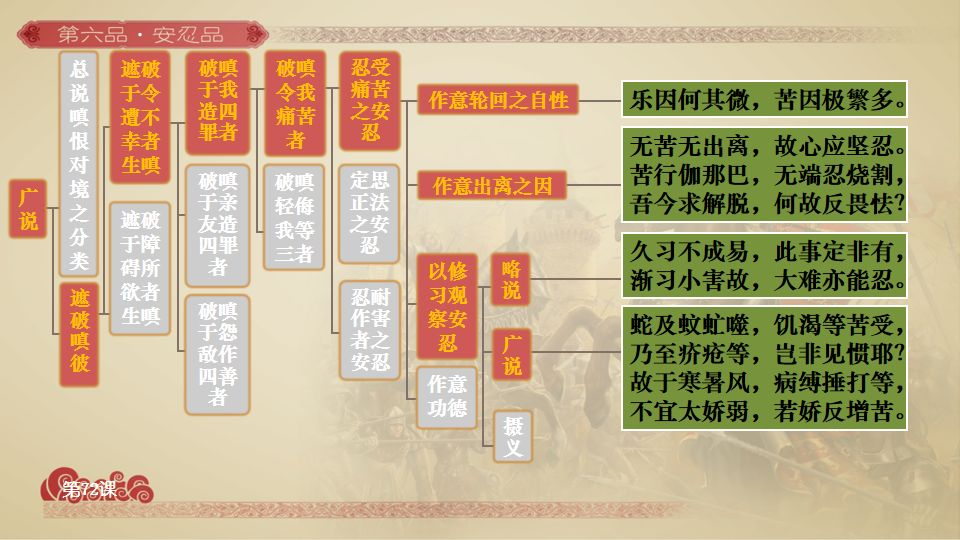 第六品·安忍品
广说
总说嗔恨对境之分类
遮破嗔彼
遮破
于令
遭不
幸者
生嗔
遮破
于障
碍所
欲者
生嗔
破嗔
于我
造四
罪者
破嗔
于亲
友造
四罪
者
破嗔
于怨
敌作
四善
者
破嗔
令我
痛苦
者
破嗔
轻侮
我等
三者
忍受
痛苦
之安
忍
定思
正法
之安
忍
忍耐
作害
者之
安忍
作意轮回之自性
作意出离之因
以修
习观
察安
忍
作意
功德
略说
广说
摄义
乐因何其微，苦因极繁多。
无苦无出离，故心应坚忍。
苦行伽那巴，无端忍烧割，
吾今求解脱，何故反畏怯？
久习不成易，此事定非有，
渐习小害故，大难亦能忍。
蛇及蚊虻噬，饥渴等苦受，
乃至疥疮等，岂非见惯耶？
故于寒暑风，病缚捶打等，
不宜太娇弱，若娇反增苦。
第72课